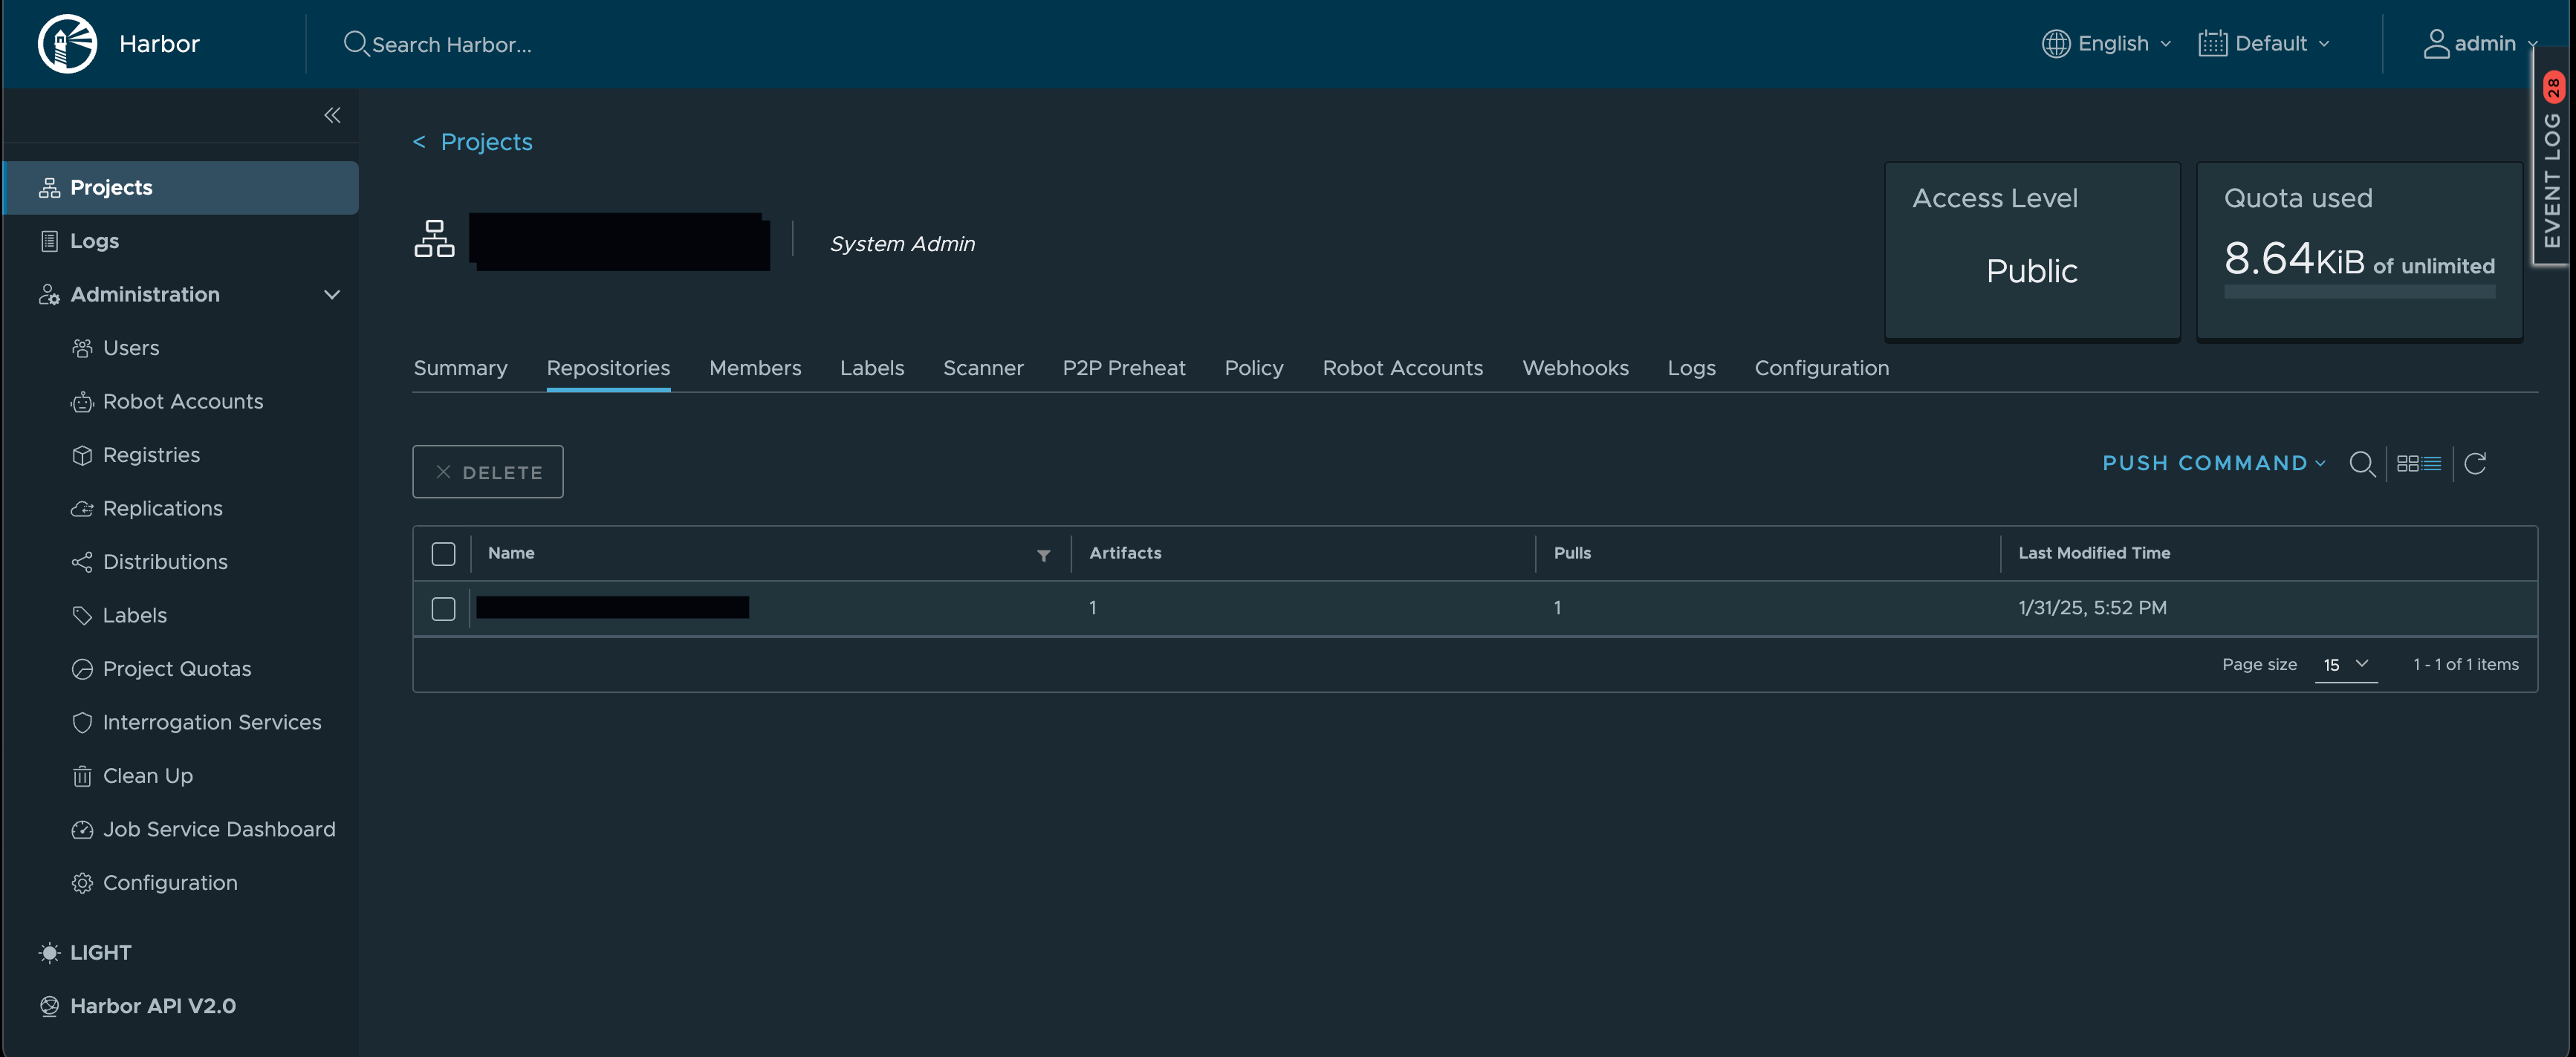 Harbor
Search Harbor...
English
Default
admin
EVENT LOG 28
Projects
Logs
Administration
Users
Robot Accounts
Registries
Replications
Distributions
Labels
Project Quotas
Interrogation Services
Clean Up
Job Service Dashboard
Configuration
LIGHT
Harbor API V2.0
< Projects
System Admin
Access Level
Public
Quota used
8.64KiB of unlimited
Summary Repositories Members Labels Scanner P2P Preheat Policy Robot Accounts Webhooks Logs Configuration
DELETE
PUSH COMMAND
Name Artifacts Pulls Last Modified Time
1 1 1/31/25, 5:52 PM
Page size 15 1 - 1 of 1 items